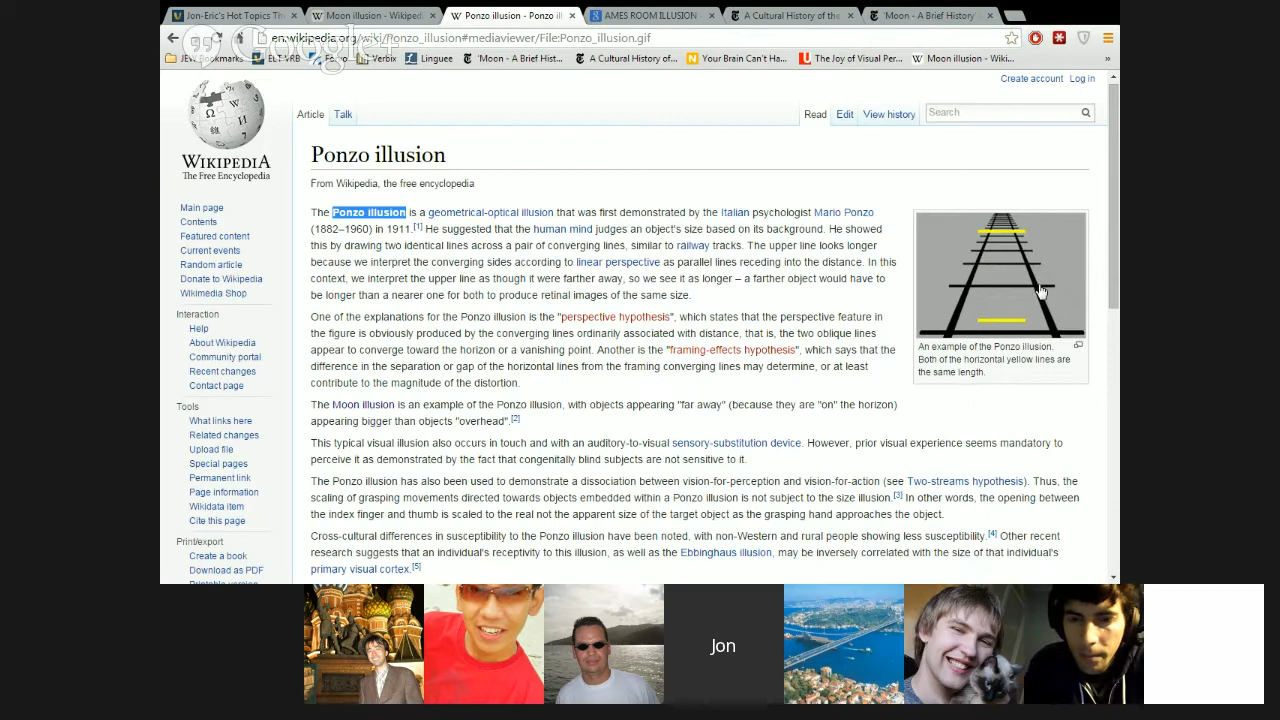 Jon-Eric's Hot Topics Th
Moon illusion - Wikiped
Ponzo illusion - Ponzo il
AMES ROOM ILLUSION
A Cultural History of the
'Moon - A Brief History'
Google+
en.wikipedia.org/wiki/Ponzo_illusion#mediaviewer/File:Ponzo_illusion.gif
JEW Bookmarks
ELT VRB
Verbix
Linguee
'Moon - A Brief Hist...
A Cultural History of...
Your Brain Can't Ha...
The Joy of Visual Per...
Moon illusion - Wiki...
»
Create account Log in
Article Talk
Read Edit View history
Search
WIKIPEDIA
The Free Encyclopedia
Main page
Contents
Featured content
Current events
Random article
Donate to Wikipedia
Wikimedia Shop
Interaction
Help
About Wikipedia
Community portal
Recent changes
Contact page
Tools
What links here
Related changes
Upload file
Special pages
Permanent link
Page information
Wikidata item
Cite this page
Print/export
Create a book
Download as PDF
Printable version
Ponzo illusion
From Wikipedia, the free encyclopedia
The Ponzo illusion is a geometrical-optical illusion that was first demonstrated by the Italian psychologist Mario Ponzo
(1882–1960) in 1911.[1] He suggested that the human mind judges an object's size based on its background. He showed
this by drawing two identical lines across a pair of converging lines, similar to railway tracks. The upper line looks longer
because we interpret the converging sides according to linear perspective as parallel lines receding into the distance. In this
context, we interpret the upper line as though it were farther away, so we see it as longer – a farther object would have to
be longer than a nearer one for both to produce retinal images of the same size.
One of the explanations for the Ponzo illusion is the "perspective hypothesis", which states that the perspective feature in
the figure is obviously produced by the converging lines ordinarily associated with distance, that is, the two oblique lines
appear to converge toward the horizon or a vanishing point. Another is the "framing-effects hypothesis", which says that the
difference in the separation or gap of the horizontal lines from the framing converging lines may determine, or at least
contribute to the magnitude of the distortion.
The Moon illusion is an example of the Ponzo illusion, with objects appearing "far away" (because they are "on" the horizon)
appearing bigger than objects "overhead".[2]
This typical visual illusion also occurs in touch and with an auditory-to-visual sensory-substitution device. However, prior visual experience seems mandatory to
perceive it as demonstrated by the fact that congenitally blind subjects are not sensitive to it.
The Ponzo illusion has also been used to demonstrate a dissociation between vision-for-perception and vision-for-action (see Two-streams hypothesis). Thus, the
scaling of grasping movements directed towards objects embedded within a Ponzo illusion is not subject to the size illusion.[3] In other words, the opening between
the index finger and thumb is scaled to the real not the apparent size of the target object as the grasping hand approaches the object.
Cross-cultural differences in susceptibility to the Ponzo illusion have been noted, with non-Western and rural people showing less susceptibility.[4] Other recent
research suggests that an individual's receptivity to this illusion, as well as the Ebbinghaus illusion, may be inversely correlated with the size of that individual's
primary visual cortex.[5]
An example of the Ponzo illusion.
Both of the horizontal yellow lines are
the same length.
Jon